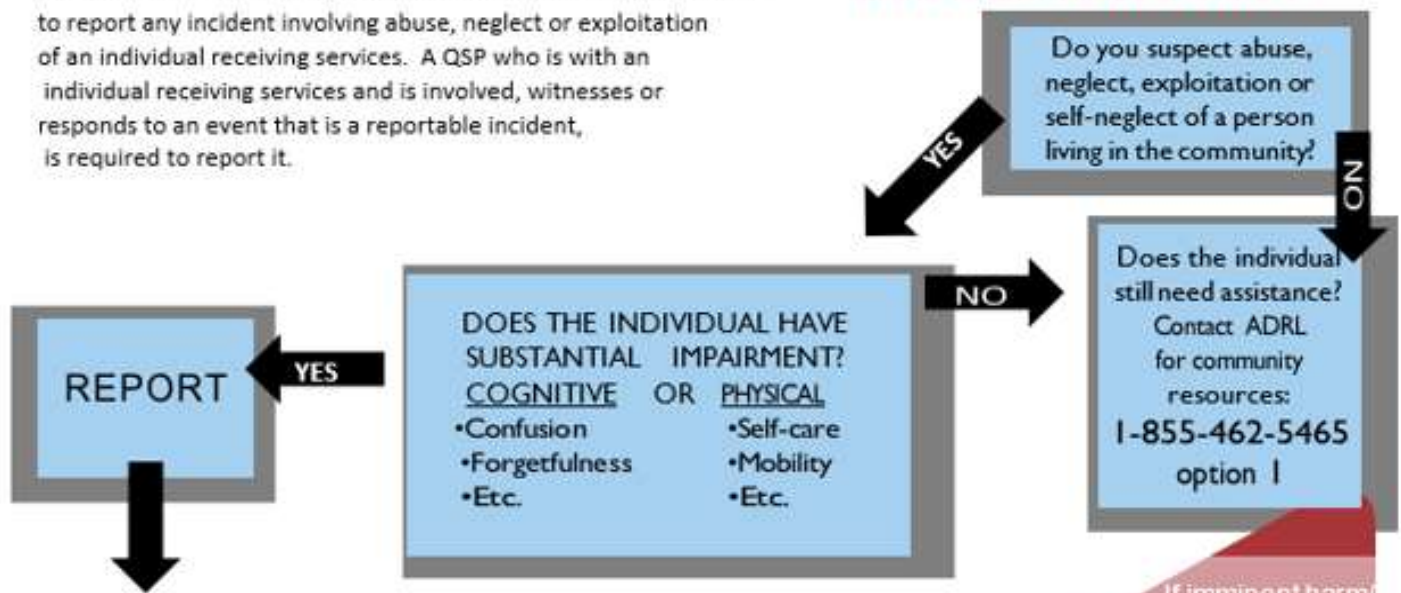 to report any incident involving abuse, neglect or exploitation
of an individual receiving services. A QSP who is with an
individual receiving services and is involved, witnesses or
responds to an event that is a reportable incident,
is required to report it.
Do you suspect abuse,
neglect, exploitation or
self-neglect of a person
living in the community?
YES
NO
Does the individual
still need assistance?
Contact ADRL
for community
resources:
1-855-462-5465
option 1
NO
DOES THE INDIVIDUAL HAVE
SUBSTANTIAL IMPAIRMENT?
COGNITIVE OR PHYSICAL
•Confusion •Self-care
•Forgetfulness •Mobility
•Etc. •Etc.
YES
REPORT
If imminent harm